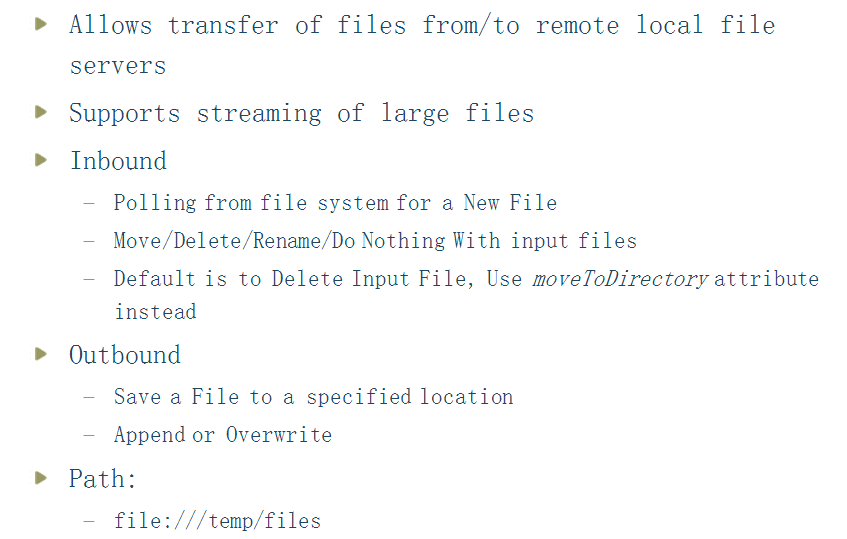 Allows transfer of files from/to remote local file
servers
Supports streaming of large files
Inbound
– Polling from file system for a New File
– Move/Delete/Rename/Do Nothing With input files
– Default is to Delete Input File, Use moveToDirectory attribute
instead
Outbound
– Save a File to a specified location
– Append or Overwrite
Path:
– file:///temp/files